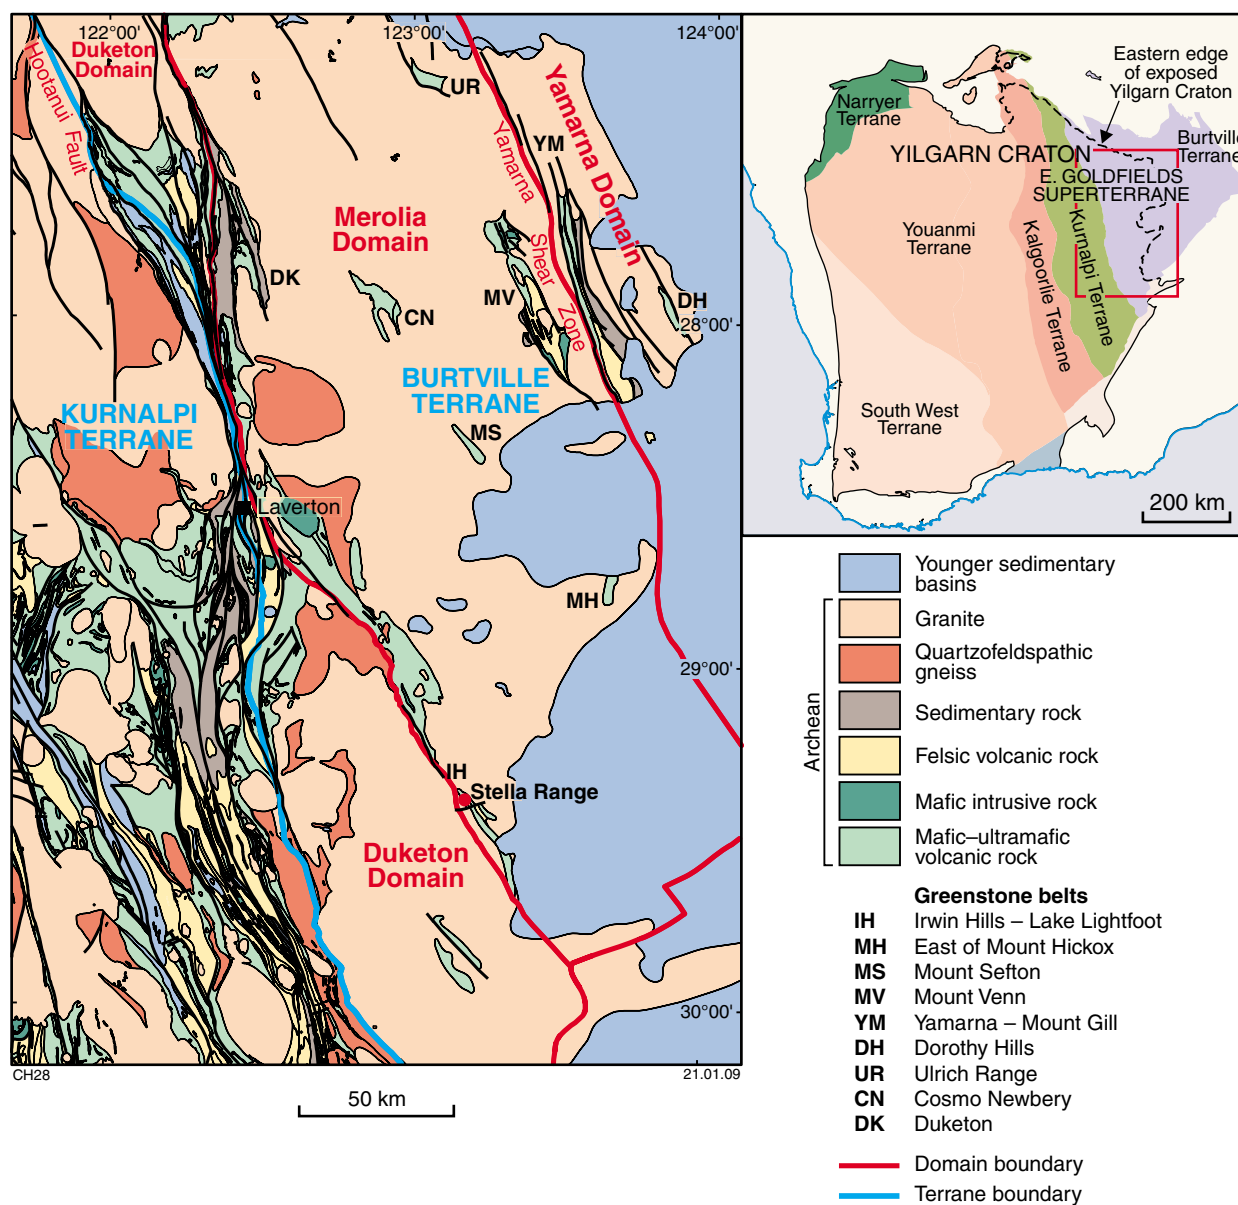 122°00'
123°00'
124°00'
Duketon
Domain
Hootanui Fault
UR
Yamarna Domain
YM
Yamarna Shear Zone
Merolia
Domain
DK
MV
CN
DH
28°00'
BURTVILLE
TERRANE
KURNALPI
TERRANE
MS
Laverton
MH
29°00'
IH
Stella Range
Duketon
Domain
30°00'
CH28
21.01.09
50 km
Eastern edge
of exposed
Yilgarn Craton
Narryer
Terrane
Burtville
Terrane
YILGARN CRATON
E. GOLDFIELDS
SUPERTERRANE
Youanmi
Terrane
Kalgoorlie Terrane
Kurnalpi Terrane
South West
Terrane
200 km
Younger sedimentary
basins
Granite
Quartzofeldspathic
gneiss
Sedimentary rock
Archean
Felsic volcanic rock
Mafic intrusive rock
Mafic–ultramafic
volcanic rock
Greenstone belts
IH Irwin Hills – Lake Lightfoot
MH East of Mount Hickox
MS Mount Sefton
MV Mount Venn
YM Yamarna – Mount Gill
DH Dorothy Hills
UR Ulrich Range
CN Cosmo Newbery
DK Duketon
Domain boundary
Terrane boundary